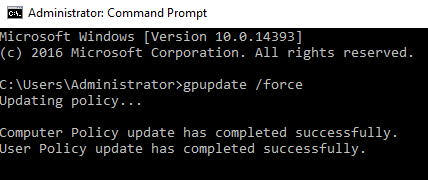 Administrator: Command Prompt
Microsoft Windows [Version 10.0.14393]
(c) 2016 Microsoft Corporation. All rights reserved.
C:\Users\Administrator>gpupdate /force
Updating policy...
Computer Policy update has completed successfully.
User Policy update has completed successfully.